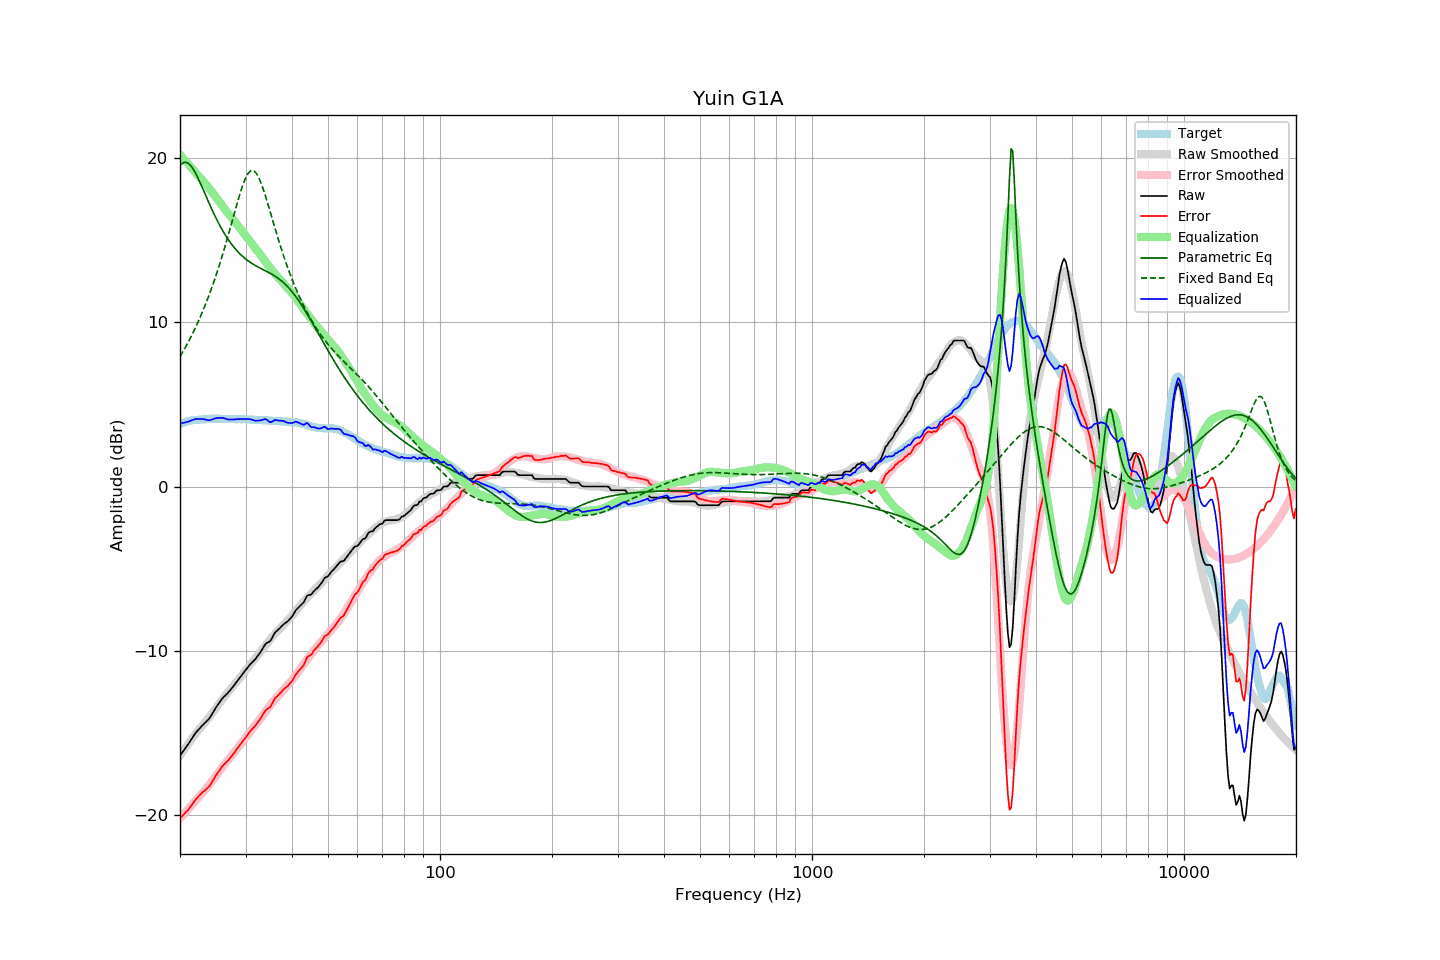 Yuin G1A
Target
Raw Smoothed
Error Smoothed
Raw
Error
Equalization
Parametric Eq
Fixed Band Eq
Equalized
20
10
0
−10
−20
Amplitude (dBr)
100
1000
10000
Frequency (Hz)